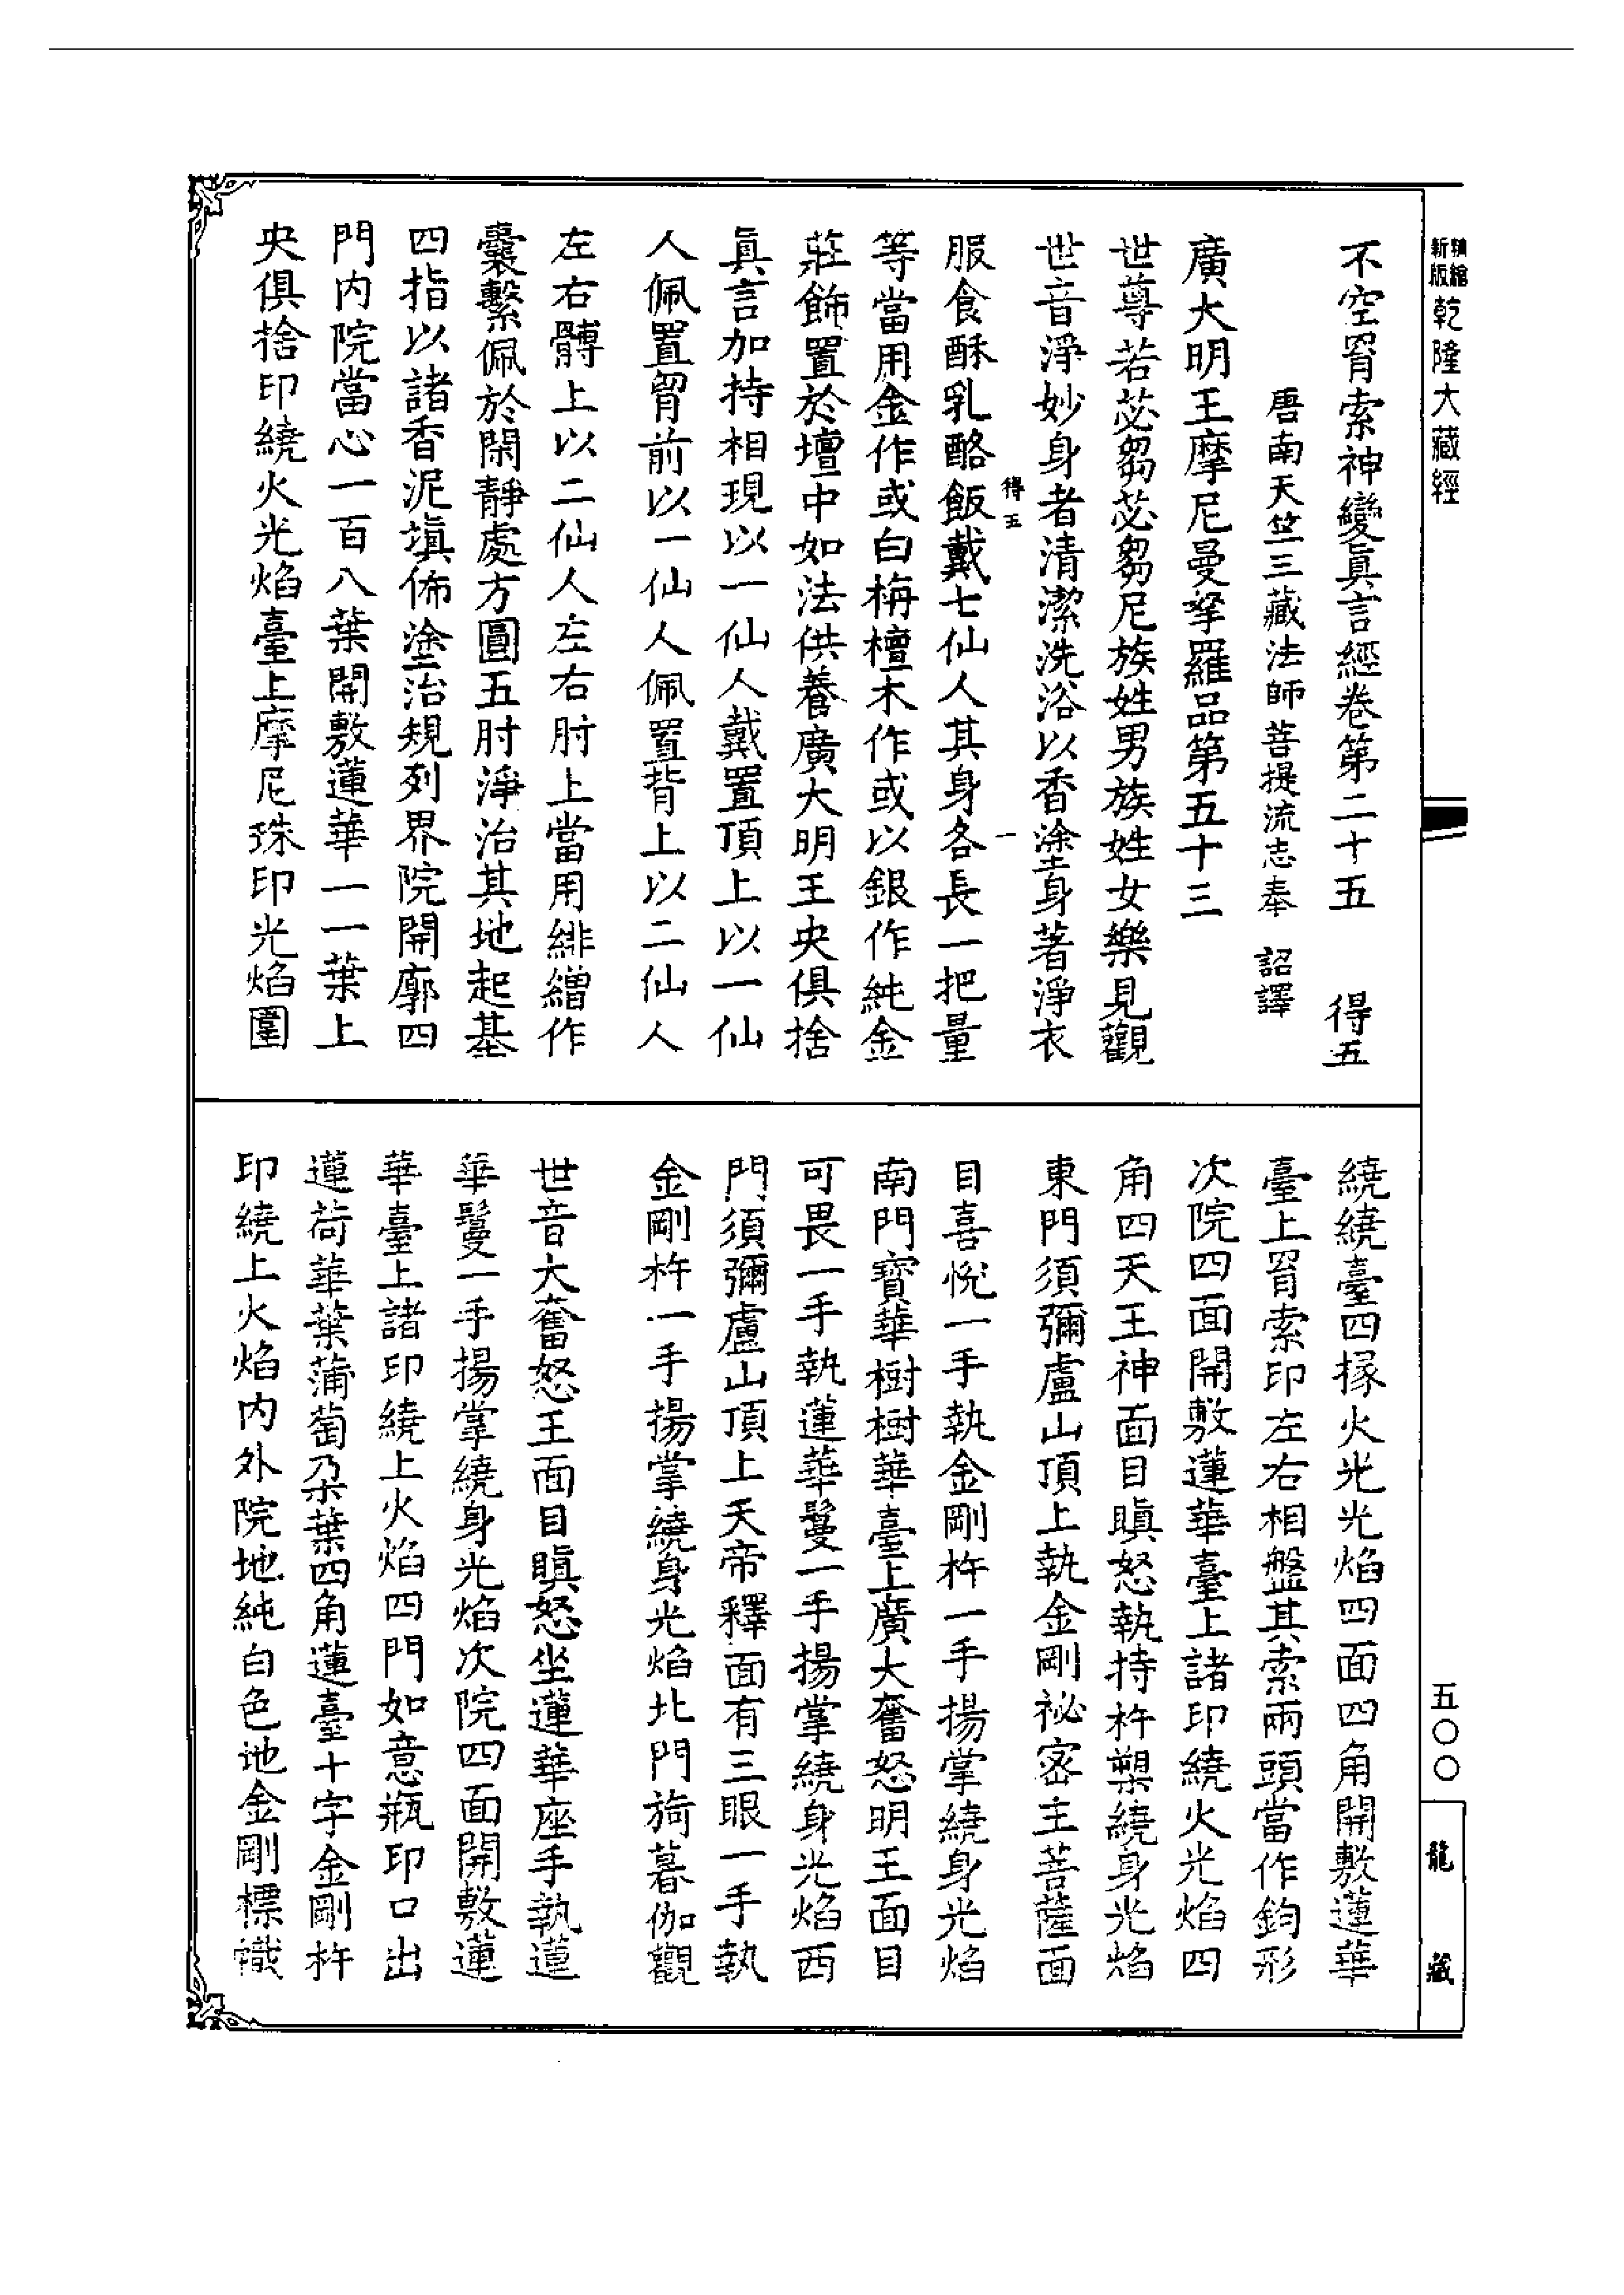 精縮新版乾隆大藏經
不空罥索神變真言經卷第二十五 得五
唐南天竺三藏法師菩提流志奉 詔譯
廣大明王摩尼曼拏羅品第五十三
世尊若苾芻苾芻尼族姓男族姓女樂見觀
世音淨妙身者清潔洗浴以香塗身著淨衣
得五 一
服食酥乳酪飯戴七仙人其身各長一把量
等當用金作或白栴檀木作或以銀作純金
莊飾置於壇中如法供養廣大明王央俱捨
真言加持相現以一仙人戴置頂上以一仙
人佩置胷前以一仙人佩置背上以二仙人
左右髆上以二仙人左右肘上當用緋繒作
囊繫佩於閑靜處方圓五肘淨治其地起基
四指以諸香泥填佈塗治規列界院開廓四
門內院當心一百八葉開敷蓮華一一葉上
央俱捨印繞火光焰臺上摩尼珠印光焰圍
繞繞臺四掾火光光焰四面四角開敷蓮華
臺上罥索印左右相盤其索兩頭當作鉤形
次院四面開敷蓮華臺上諸印繞火光焰四
角四天王神面目瞋怒執持杵槊繞身光焰
東門須彌盧山頂上執金剛祕密主菩薩面
目喜悅一手執金剛杵一手揚掌繞身光焰
南門寶華樹樹華臺上廣大奮怒明王面目
可畏一手執蓮華鬘一手揚掌繞身光焰西
門須彌盧山頂上天帝釋面有三眼一手執
金剛杵一手揚掌繞身光焰北門旖暮伽觀
世音大奮怒王面目瞋怒坐蓮華座手執蓮
華鬘一手揚掌繞身光焰次院四面開敷蓮
華臺上諸印繞上火焰四門如意瓶印口出
蓮荷華葉蒲萄朵葉四角蓮臺十字金剛杵
印繞上火焰內外院地純白色地金剛標幟
五〇〇
龍藏